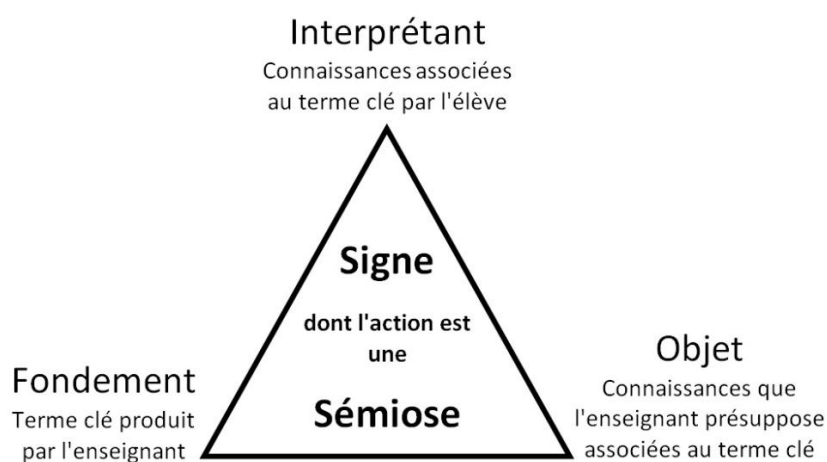 Interprétant
Connaissances associées
au terme clé par l'élève
Signe
dont l'action est
une
Sémiose
Fondement
Terme clé produit
par l'enseignant
Objet
Connaissances que
l'enseignant présuppose
associées au terme clé